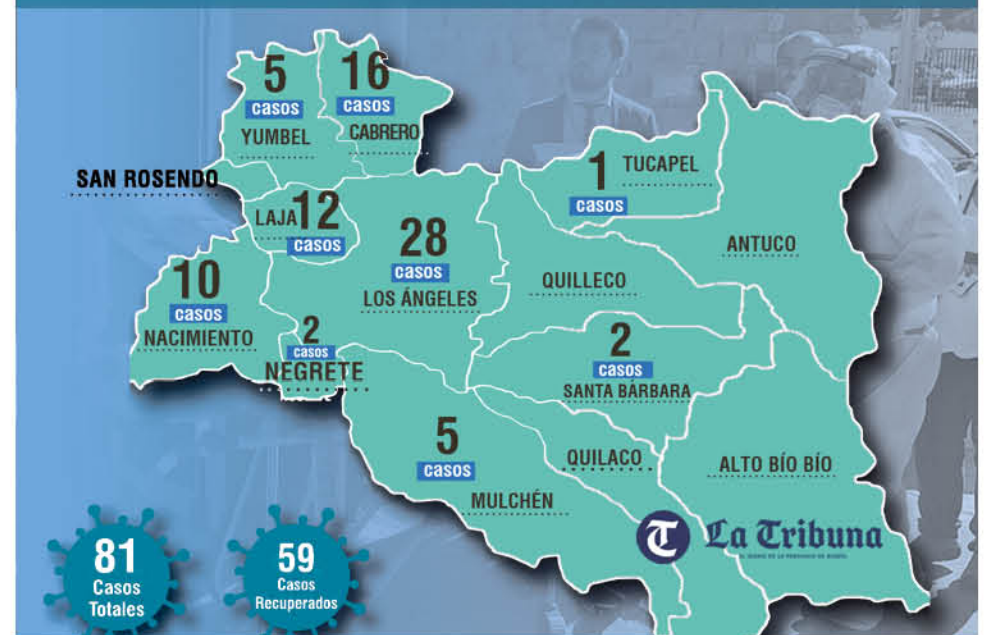 5
casos
YUMBEL
16
casos
CABRERO
SAN ROSENDO
LAJA
12
casos
1
casos
TUCAPEL
28
casos
LOS ÁNGELES
ANTUCO
QUILLECO
10
casos
NACIMIENTO
2
casos
NEGRETE
2
casos
SANTA BÁRBARA
5
casos
MULCHÉN
QUILACO
ALTO BÍO BÍO
T La Tribuna
81
Casos
Totales
59
Casos
Recuperados